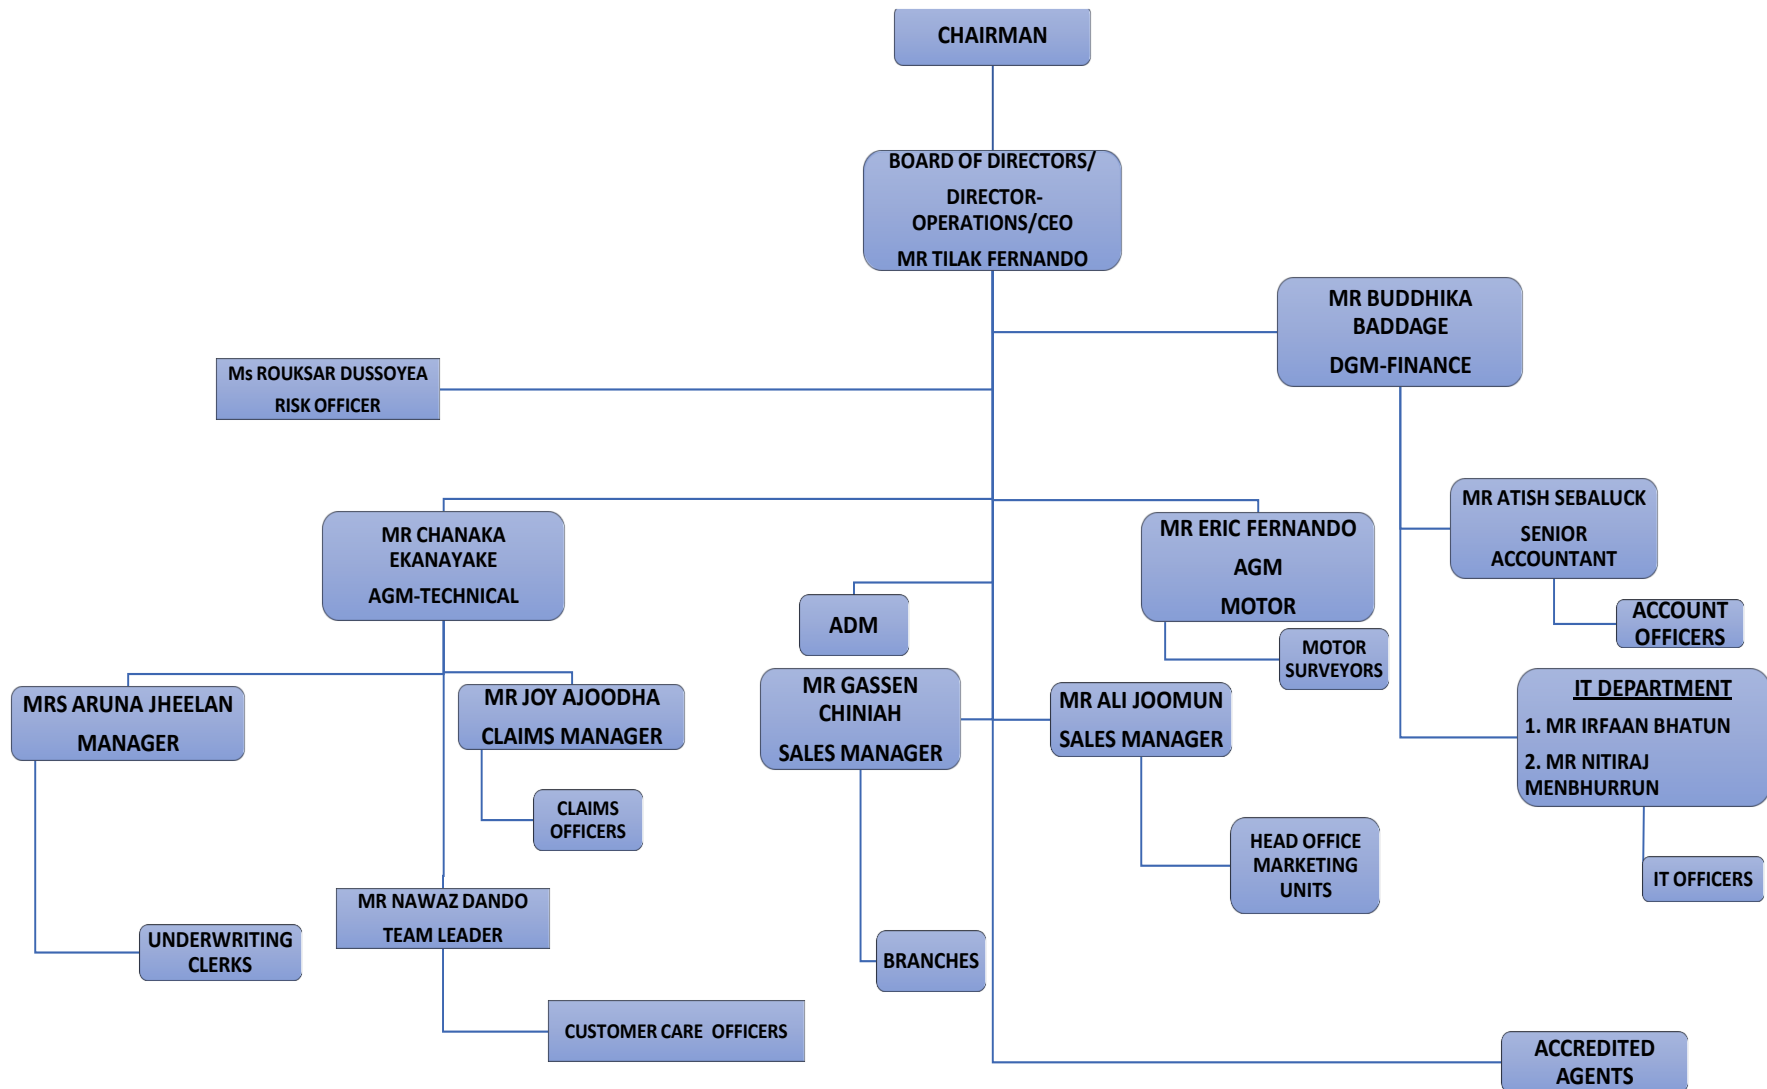 CHAIRMAN
BOARD OF DIRECTORS/
DIRECTOR-
OPERATIONS/CEO
MR TILAK FERNANDO
MR BUDDHIKA
BADDAGE
DGM-FINANCE
Ms ROUKSAR DUSSOYEA
RISK OFFICER
MR CHANAKA
EKANAYAKE
AGM-TECHNICAL
MR ERIC FERNANDO
AGM
MOTOR
MR ATISH SEBALUCK
SENIOR
ACCOUNTANT
ADM
ACCOUNT
OFFICERS
MOTOR
SURVEYORS
MRS ARUNA JHEELAN
MANAGER
MR JOY AJOODHA
CLAIMS MANAGER
MR GASSEN
CHINIAH
SALES MANAGER
MR ALI JOOMUN
SALES MANAGER
IT DEPARTMENT
1. MR IRFAAN BHATUN
2. MR NITIRAJ
MENBHURRUN
CLAIMS
OFFICERS
HEAD OFFICE
MARKETING
UNITS
IT OFFICERS
MR NAWAZ DANDO
TEAM LEADER
UNDERWRITING
CLERKS
BRANCHES
CUSTOMER CARE  OFFICERS
ACCREDITED
AGENTS